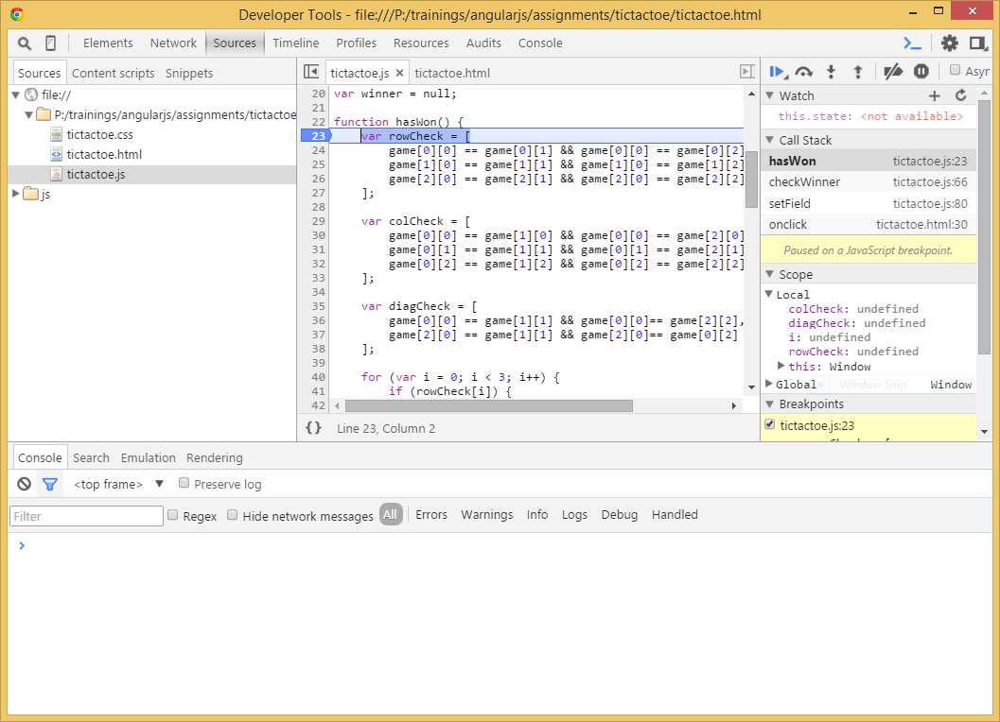 Developer Tools - file:///P:/trainings/angularjs/assignments/tictactoe/tictactoe.html
Elements Network Sources Timeline Profiles Resources Audits Console
Sources Content scripts Snippets
file://
P:/trainings/angularjs/assignments/tictactoe
tictactoe.css
tictactoe.html
tictactoe.js
js
tictactoe.js × tictactoe.html
20 var winner = null;
21
22 function hasWon() {
23 var rowCheck = [
24 game[0][0] == game[0][1] && game[0][0] == game[0][2]
25 game[1][0] == game[1][1] && game[1][0] == game[1][2]
26 game[2][0] == game[2][1] && game[2][0] == game[2][2]
27 ];
28
29 var colCheck = [
30 game[0][0] == game[1][0] && game[0][0] == game[2][0]
31 game[0][1] == game[1][1] && game[0][1] == game[2][1]
32 game[0][2] == game[1][2] && game[0][2] == game[2][2]
33 ];
34
35 var diagCheck = [
36 game[0][0] == game[1][1] && game[0][0]== game[2][2],
37 game[2][0] == game[1][1] && game[2][0]== game[0][2]
38 ];
39
40 for (var i = 0; i < 3; i++) {
41 if (rowCheck[i]) {
42
{} Line 23, Column 2
Asyn
Watch
this.state: <not available>
Call Stack
hasWon tictactoe.js:23
checkWinner tictactoe.js:66
setField tictactoe.js:80
onclick tictactoe.html:30
Paused on a JavaScript breakpoint.
Scope
Local
colCheck: undefined
diagCheck: undefined
i: undefined
rowCheck: undefined
this: Window
Global Window Snip Window
Breakpoints
tictactoe.js:23
Console Search Emulation Rendering
<top frame> Preserve log
Filter Regex Hide network messages All Errors Warnings Info Logs Debug Handled